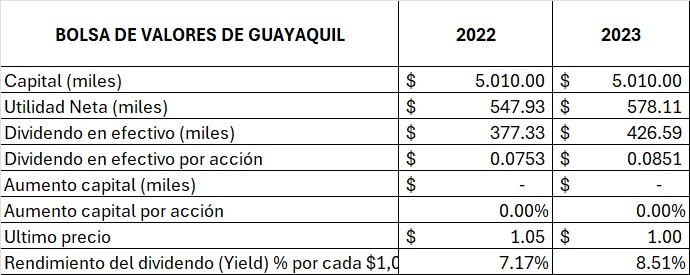 BOLSA DE VALORES DE GUAYAQUIL 2022 2023
Capital (miles) $ 5.010.00 $ 5.010.00
Utilidad Neta (miles) $ 547.93 $ 578.11
Dividendo en efectivo (miles) $ 377.33 $ 426.59
Dividendo en efectivo por acción $ 0.0753 $ 0.0851
Aumento capital (miles) $ - $ -
Aumento capital por acción 0.00% 0.00%
Ultimo precio $ 1.05 $ 1.00
Rendimiento del dividendo (Yield) % por cada $1,0 7.17% 8.51%